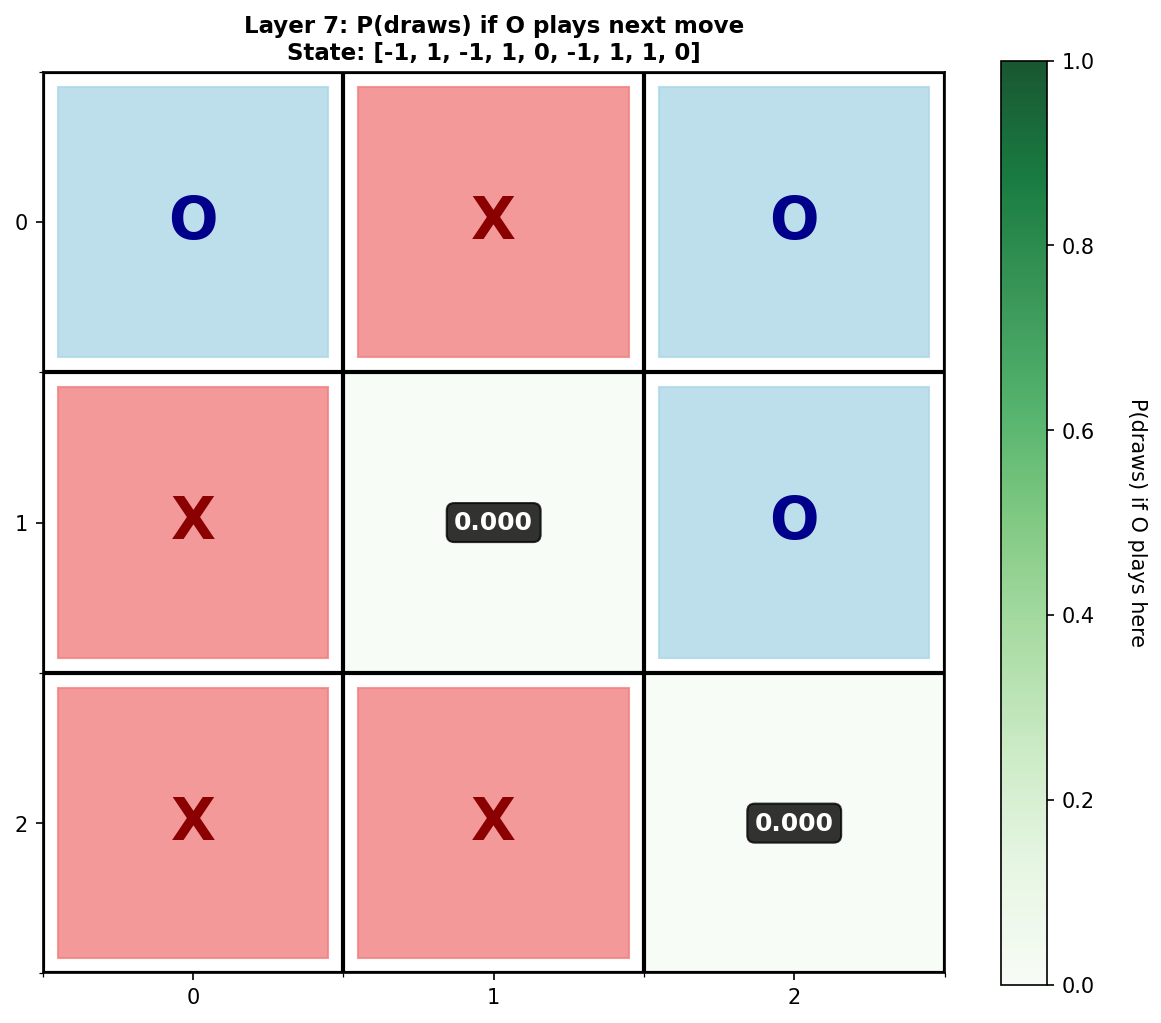 Layer 7: P(draws) if O plays next move
State: [-1, 1, -1, 1, 0, -1, 1, 1, 0]
O X O
0
X 0.000 O
1
X X 0.000
2
0 1 2
1.0
0.8
0.6
0.4
0.2
0.0
P(draws) if O plays here